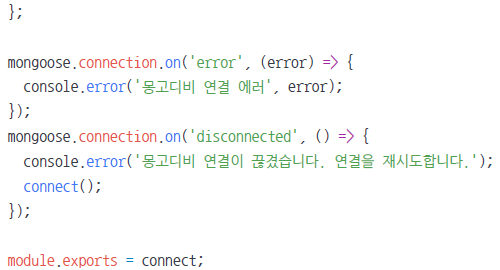 };
mongoose.connection.on('error', (error) => {
  console.error('몽고디비 연결 에러', error);
});
mongoose.connection.on('disconnected', () => {
  console.error('몽고디비 연결이 끊겼습니다. 연결을 재시도합니다.');
  connect();
});
module.exports = connect;